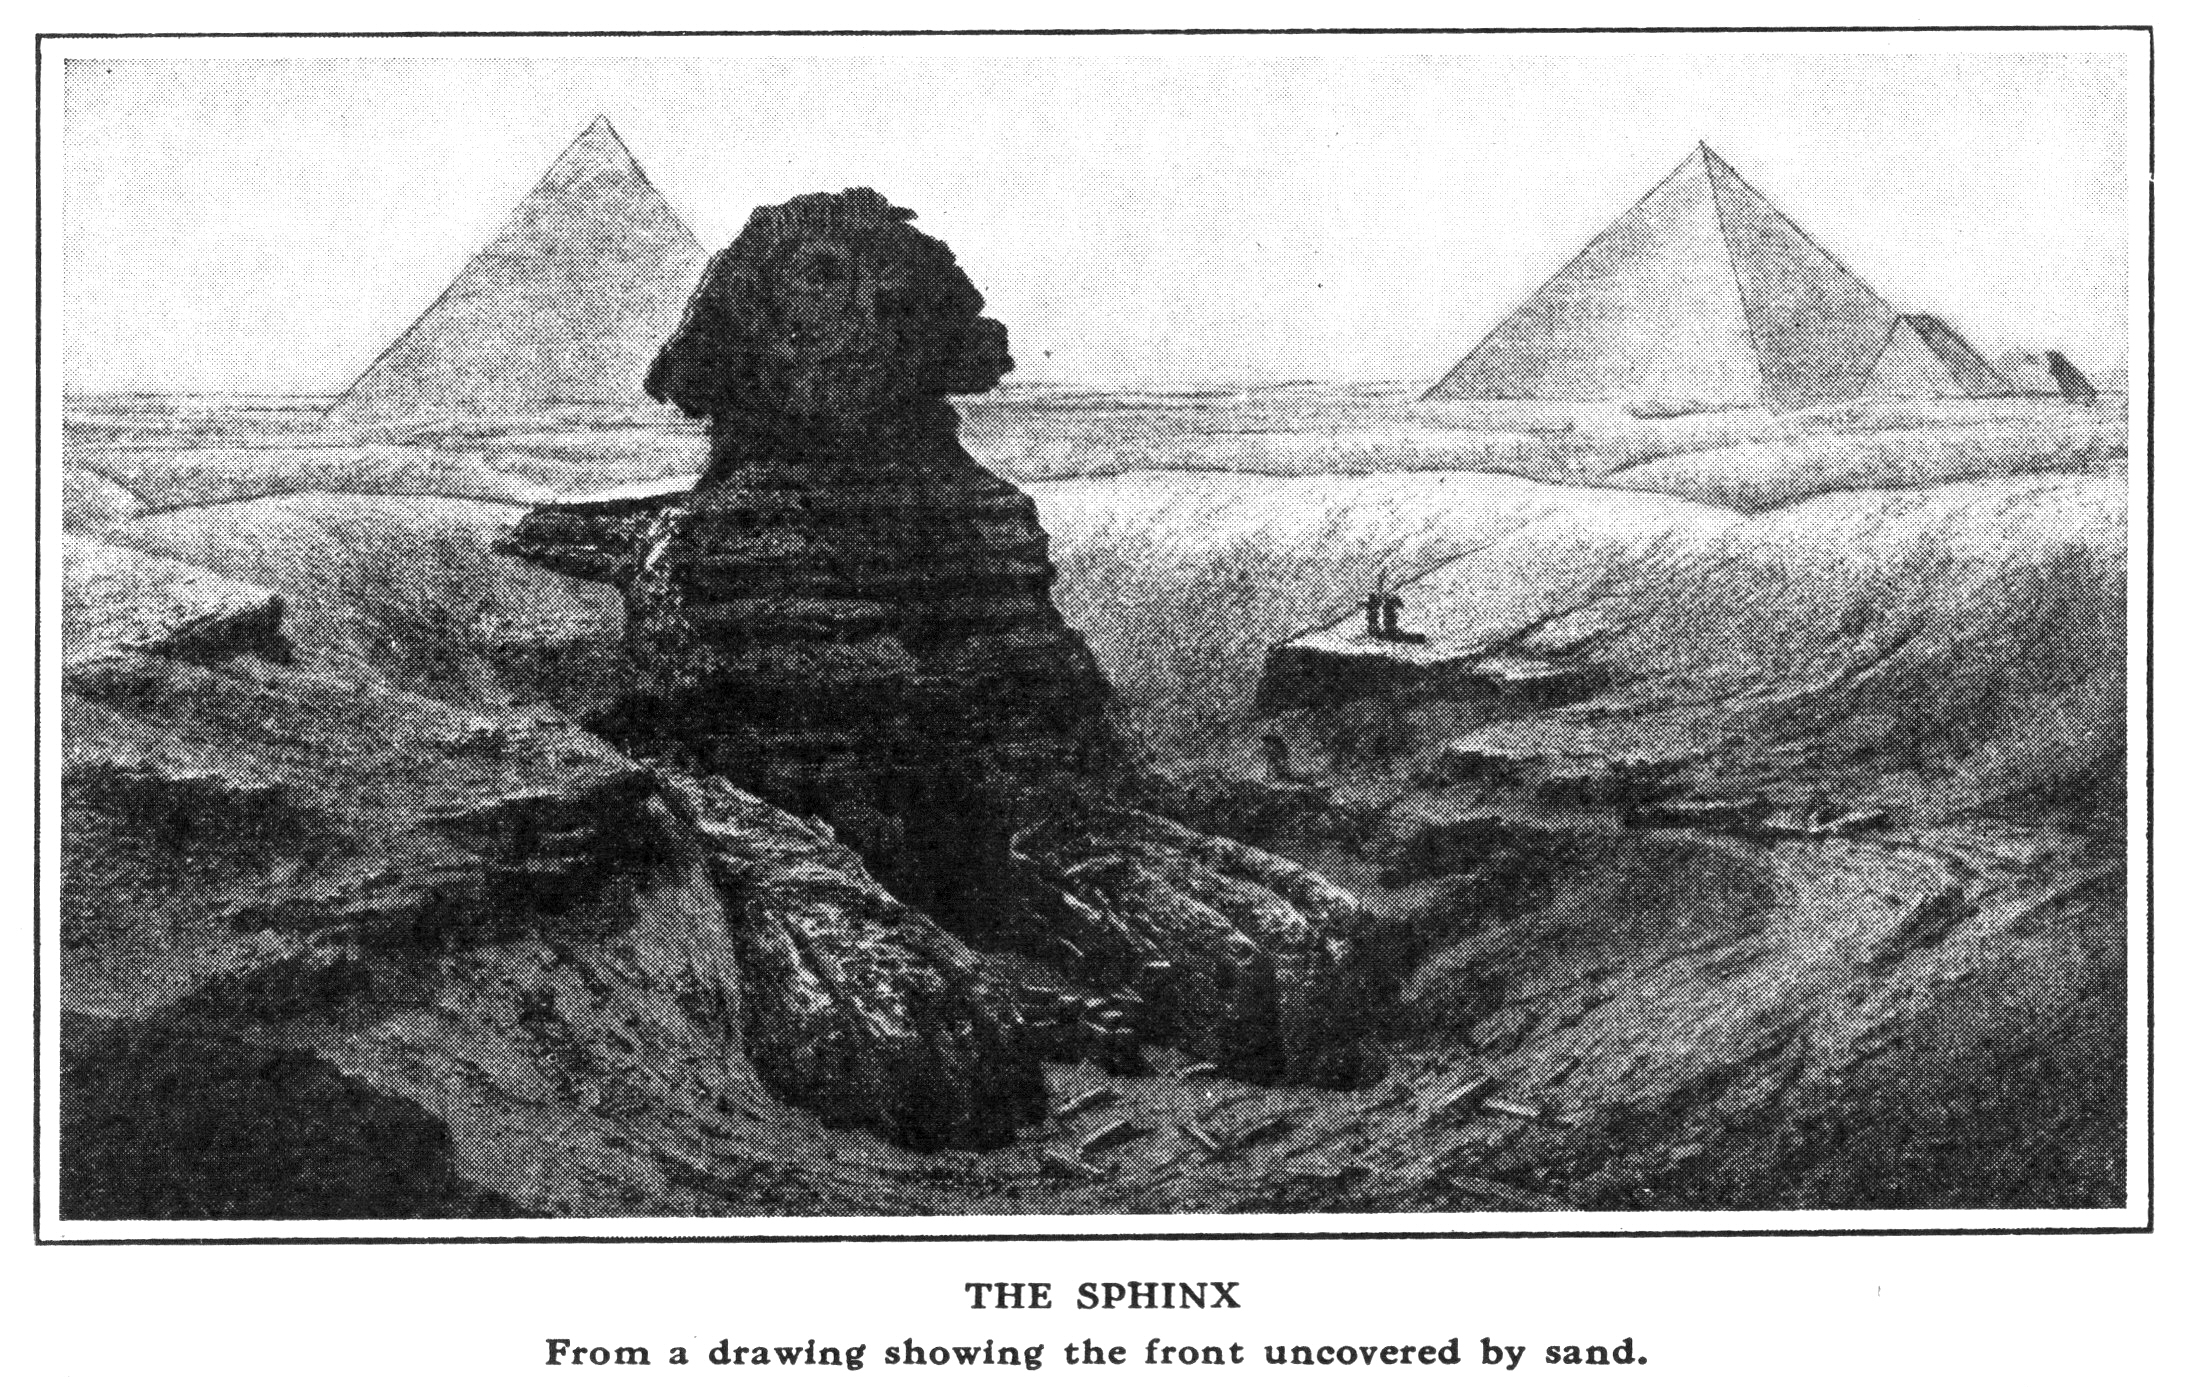 THE SPHINX
From a drawing showing the front uncovered by sand.